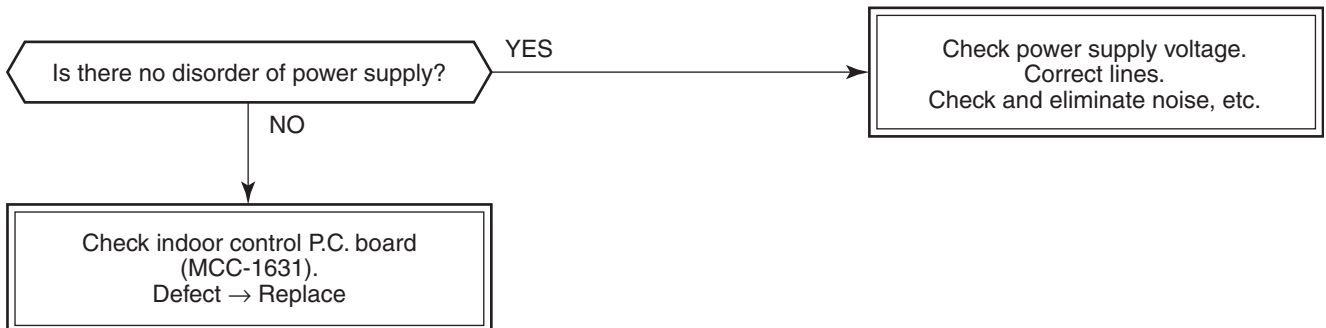 Is there no disorder of power supply?
YES
Check power supply voltage.
Correct lines.
Check and eliminate noise, etc.
NO
Check indoor control P.C. board
(MCC-1631).
Defect → Replace